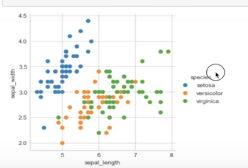 4.5
4.0
3.5
3.0
2.5
2.0
sepal_width
5
6
7
8
sepal_length
species
setosa
versicolor
virginica